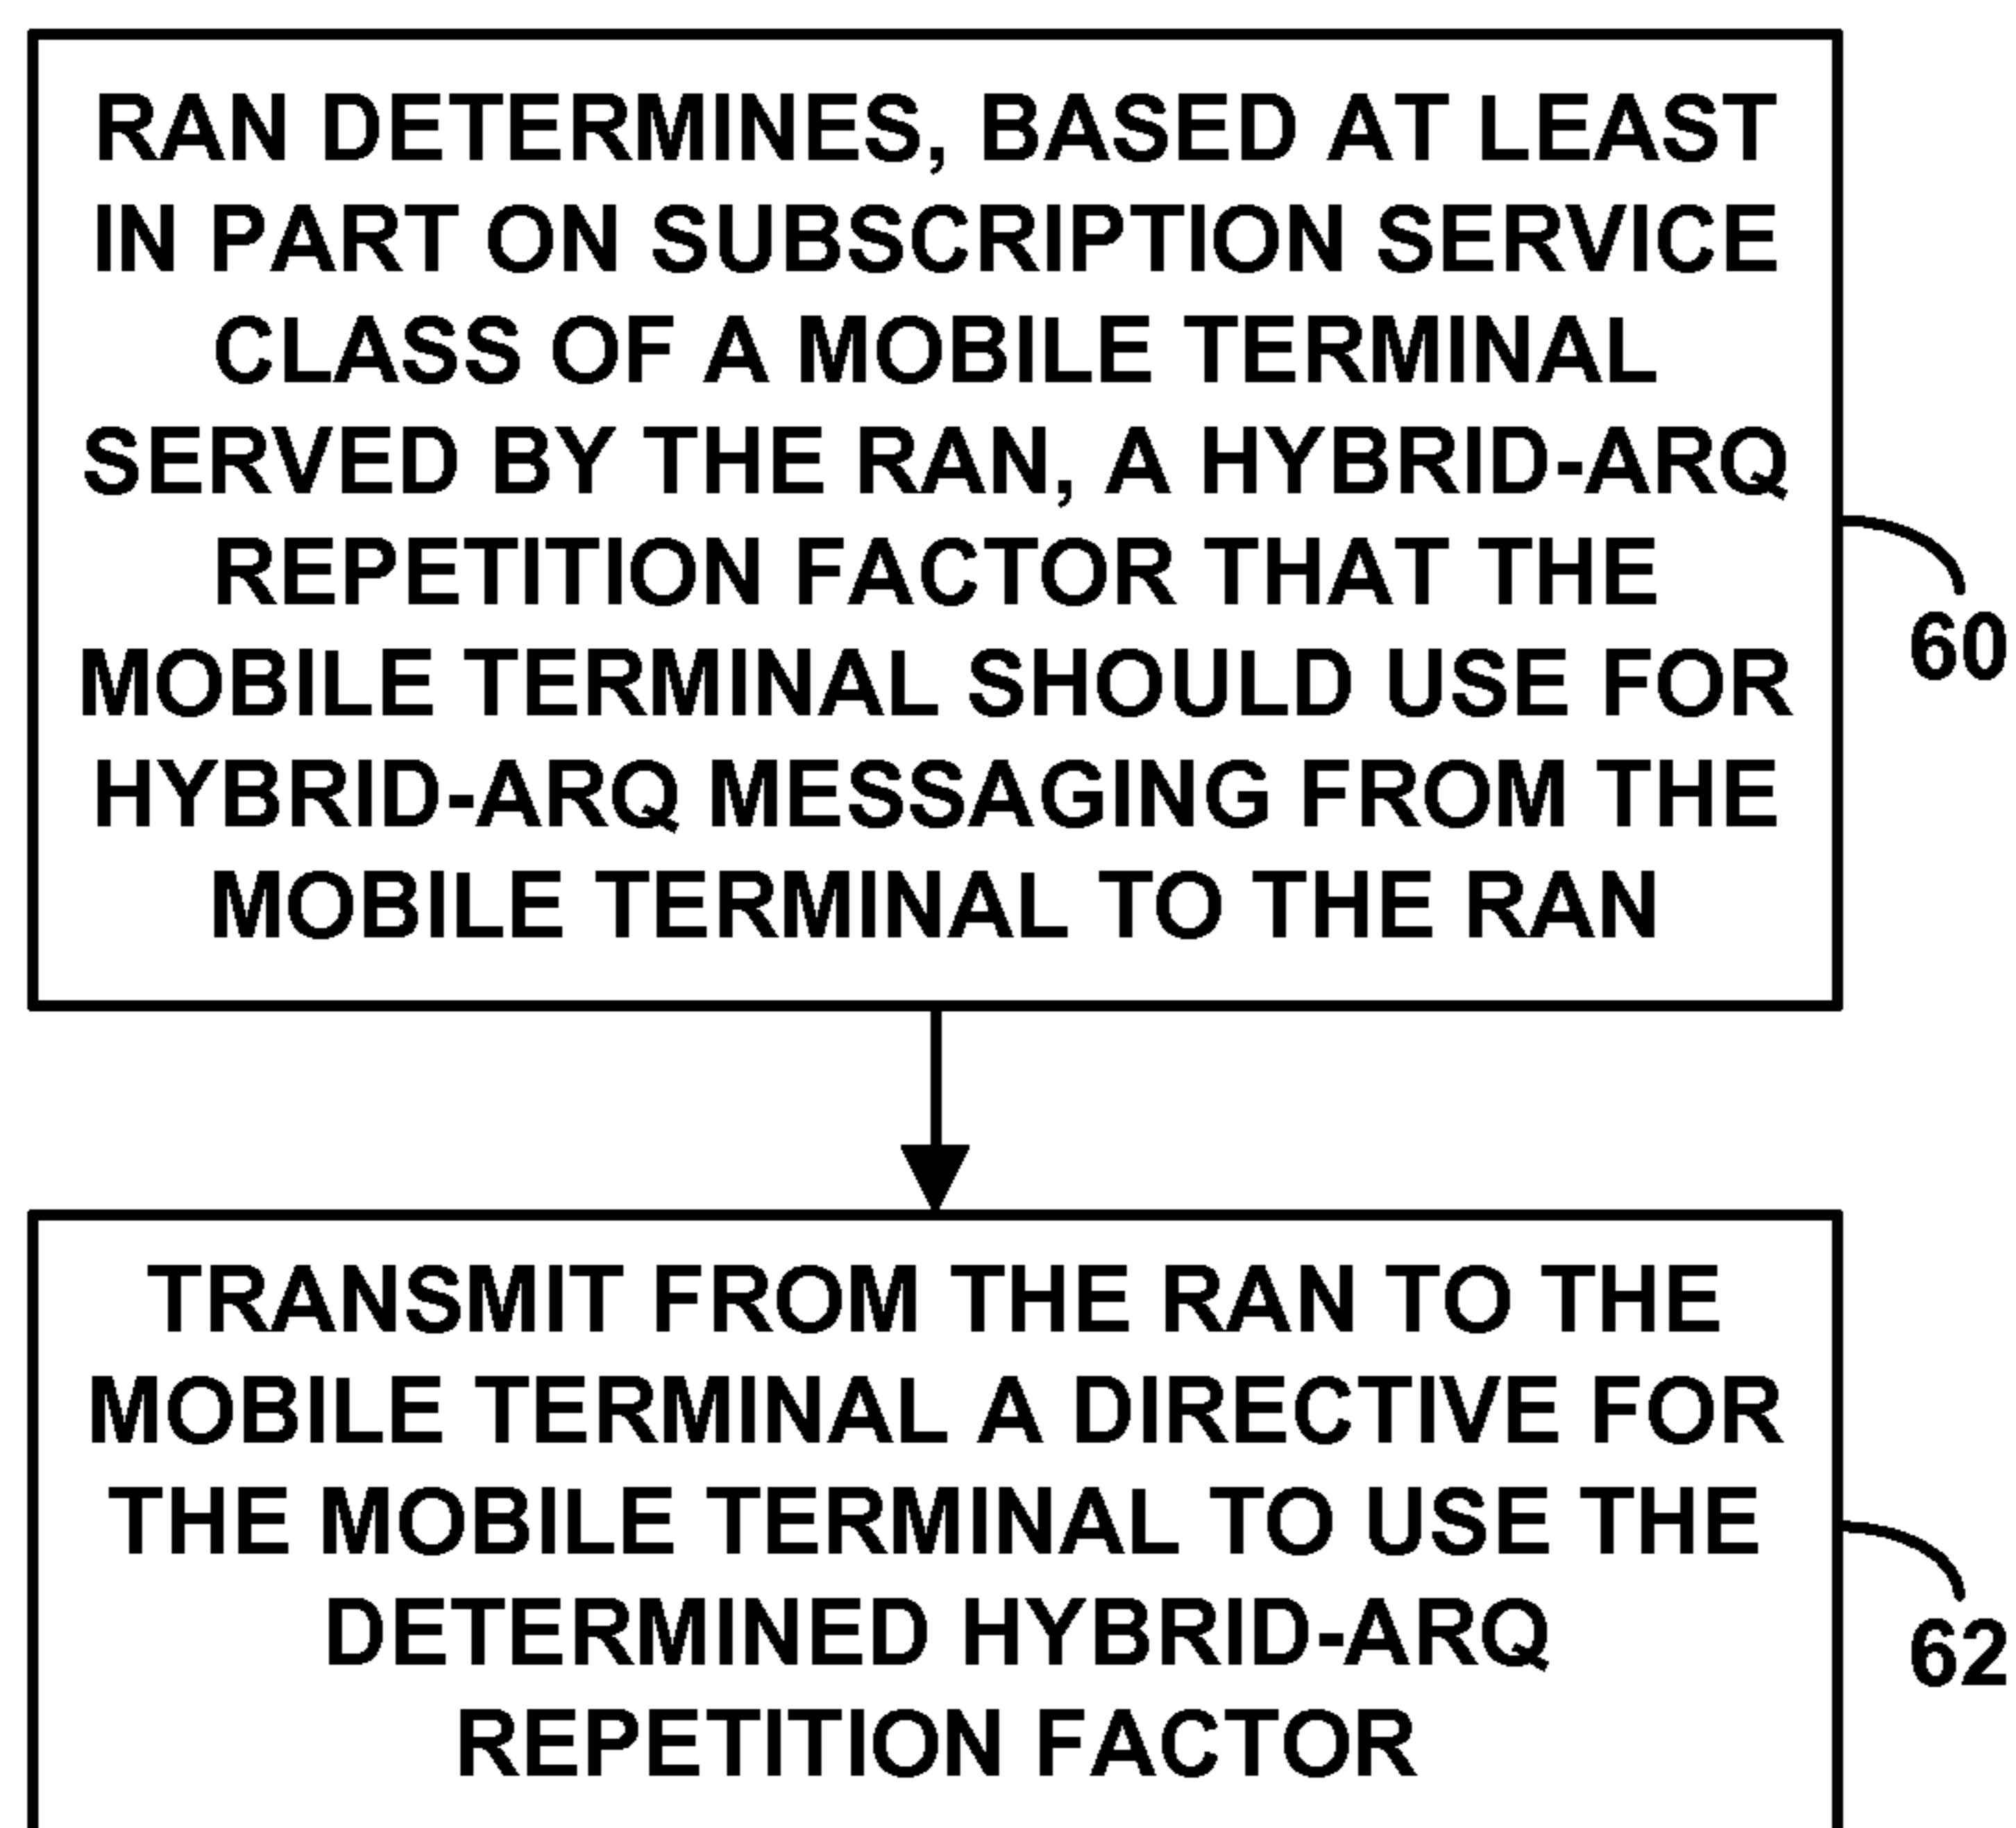 RAN DETERMINES, BASED AT LEAST
IN PART ON SUBSCRIPTION SERVICE
CLASS OF A MOBILE TERMINAL
SERVED BY THE RAN, A HYBRID-ARQ
REPETITION FACTOR THAT THE
MOBILE TERMINAL SHOULD USE FOR
HYBRID-ARQ MESSAGING FROM THE
MOBILE TERMINAL TO THE RAN
60
TRANSMIT FROM THE RAN TO THE
MOBILE TERMINAL A DIRECTIVE FOR
THE MOBILE TERMINAL TO USE THE
DETERMINED HYBRID-ARQ
REPETITION FACTOR
62